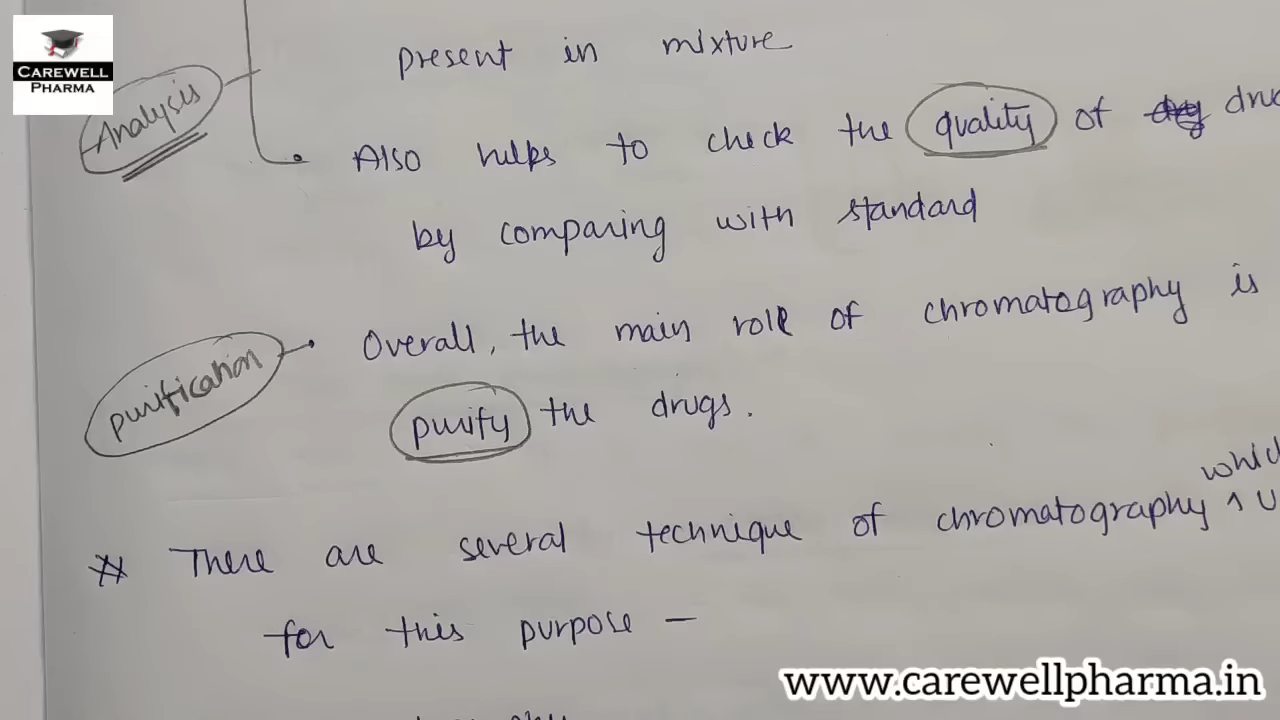 CAREWELL
PHARMA
present in mixture
Analysis
Also helps to check the quality of drug
by comparing with standard
Overall, the main role of chromatography is
purification
purify the drugs.
which
There are several technique of chromatography ^ U
for this purpose —
www.carewellpharma.in